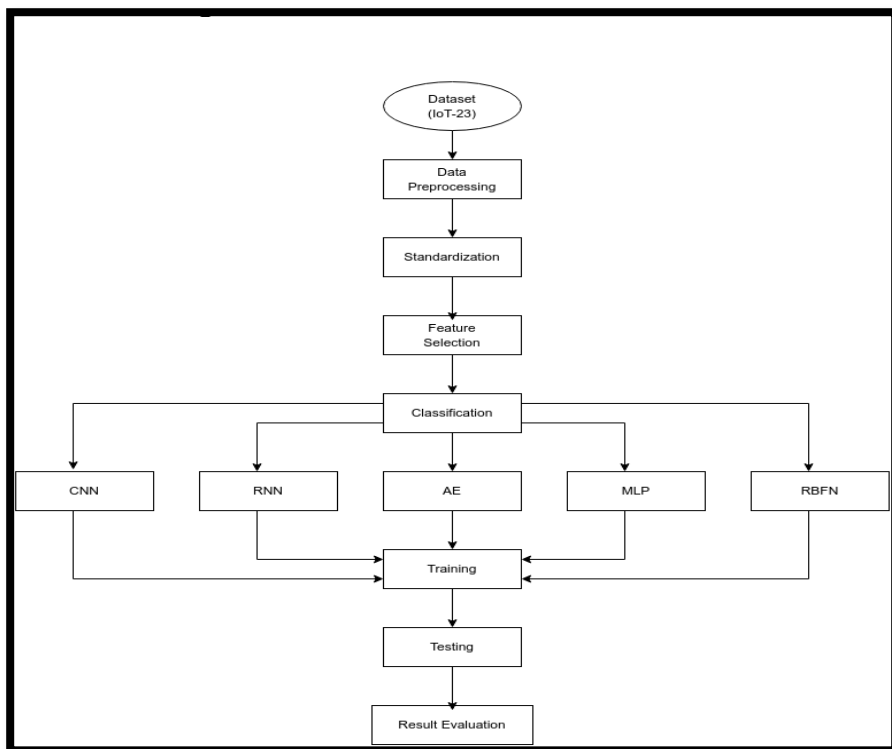 Dataset
(IoT-23)
Data
Preprocessing
Standardization
Feature
Selection
Classification
CNN
RNN
AE
MLP
RBFN
Training
Testing
Result Evaluation